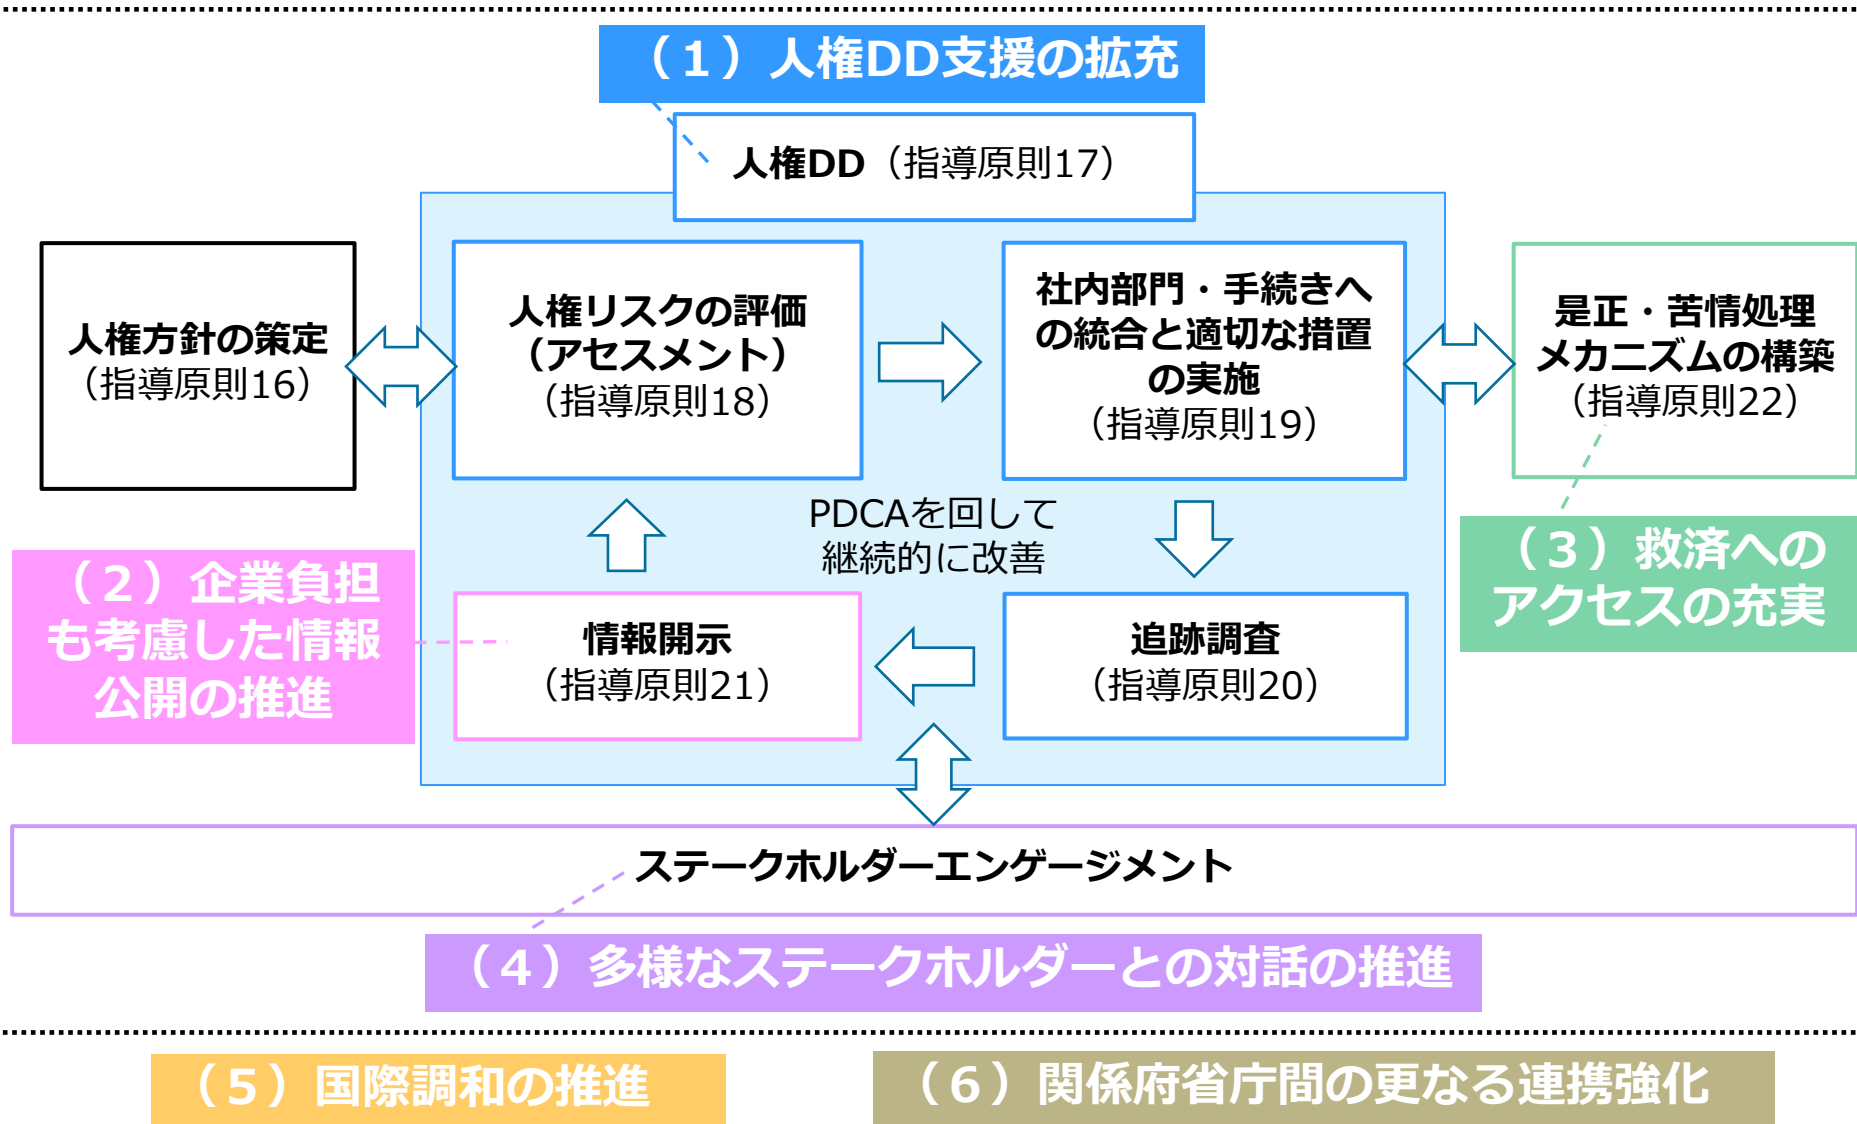 （１）人権DD支援の拡充
人権DD（指導原則17）
人権方針の策定
（指導原則16）
人権リスクの評価
（アセスメント）
（指導原則18）
社内部門・手続きへ
の統合と適切な措置
の実施
（指導原則19）
是正・苦情処理
メカニズムの構築
（指導原則22）
PDCAを回して
継続的に改善
（２）企業負担
も考慮した情報
公開の推進
情報開示
（指導原則21）
追跡調査
（指導原則20）
（３）救済への
アクセスの充実
ステークホルダーエンゲージメント
（４）多様なステークホルダーとの対話の推進
（５）国際調和の推進
（６）関係府省庁間の更なる連携強化